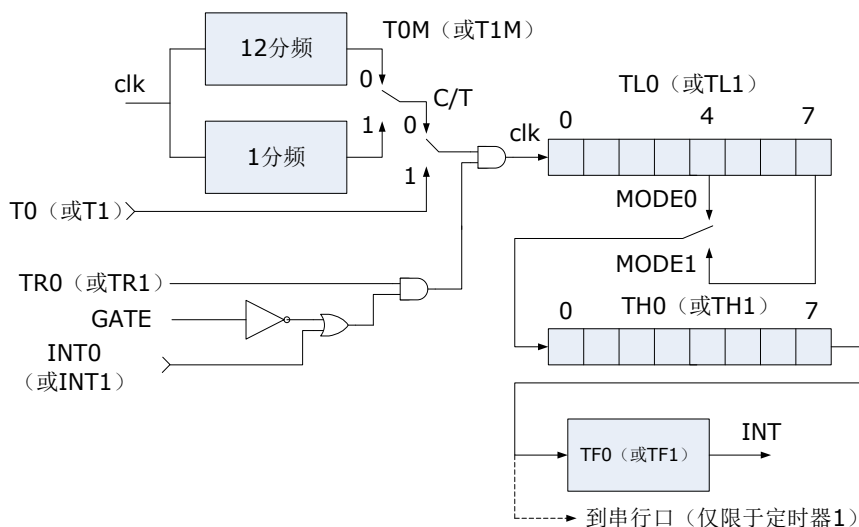 12分频
T0M（或T1M）
0
clk
C/T
1
0
1分频
1
T0（或T1）
clk
TL0（或TL1）
0 4 7
MODE0
MODE1
TR0（或TR1）
GATE
INT0
（或INT1）
TH0（或TH1）
0 7
TF0（或TF1）
INT
到串行口（仅限于定时器1）